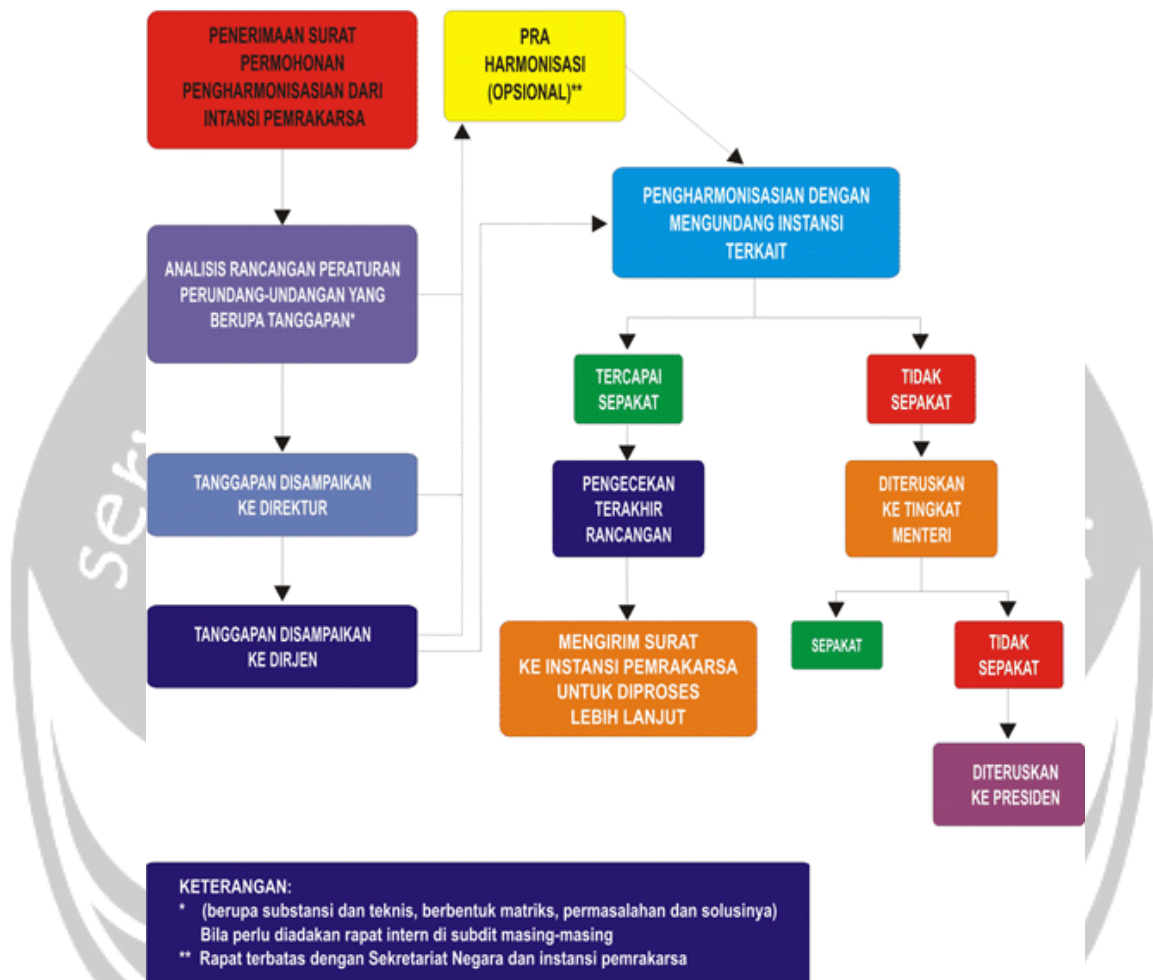 PENERIMAAN SURAT
PERMOHONAN
PENGHARMONISASIAN DARI
INTANSI PEMRAKARSA
ANALISIS RANCANGAN PERATURAN
PERUNDANG-UNDANGAN YANG
BERUPA TANGGAPAN*
TANGGAPAN DISAMPAIKAN
KE DIREKTUR
TANGGAPAN DISAMPAIKAN
KE DIRJEN
PRA
HARMONISASI
(OPSIONAL)**
PENGHARMONISASIAN DENGAN
MENGUNDANG INSTANSI
TERKAIT
TERCAPAI
SEPAKAT
PENGECEKAN
TERAKHIR
RANCANGAN
MENGIRIM SURAT
KE INSTANSI PEMRAKARSA
UNTUK DIPROSES
LEBIH LANJUT
TIDAK
SEPAKAT
DITERUSKAN
KE TINGKAT
MENTERI
SEPAKAT
TIDAK
SEPAKAT
DITERUSKAN
KE PRESIDEN
KETERANGAN:
* (berupa substansi dan teknis, berbentuk matriks, permasalahan dan solusinya)
Bila perlu diadakan rapat intern di subdit masing-masing
** Rapat terbatas dengan Sekretariat Negara dan instansi pemrakarsa